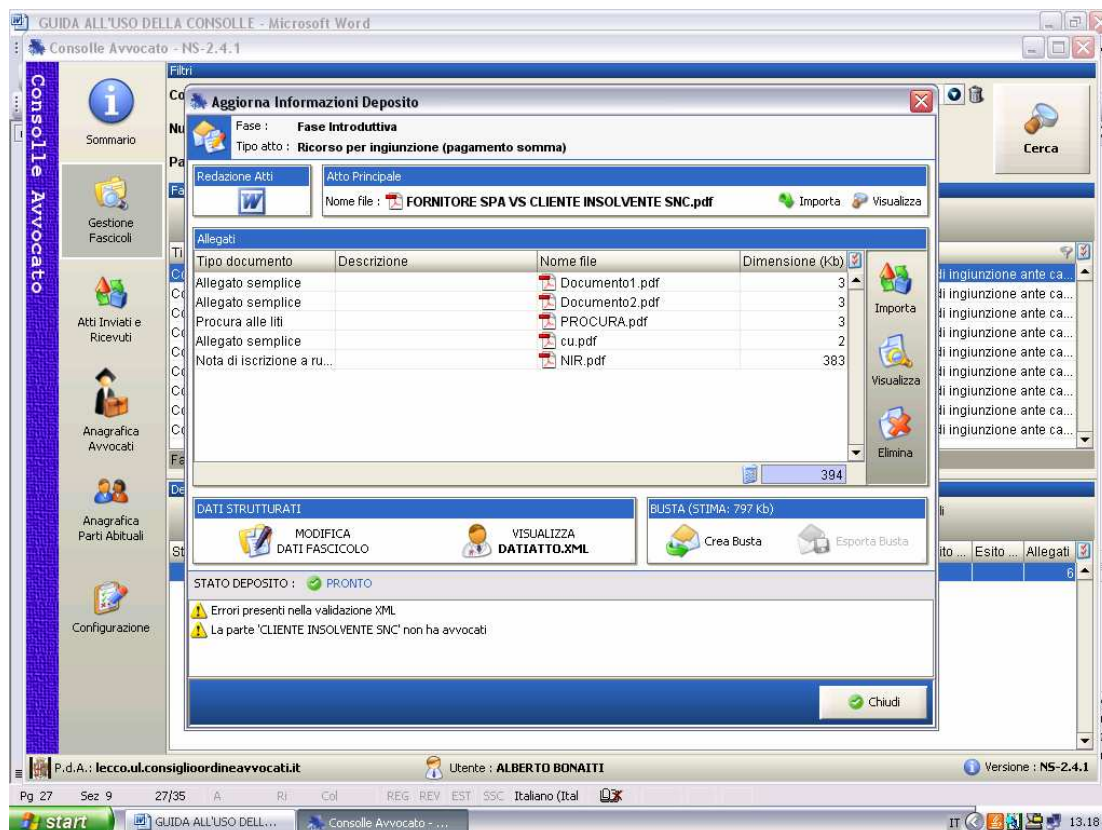 GUIDA ALL'USO DELLA CONSOLLE - Microsoft Word
Consolle Avvocato - NS-2.4.1
Consolle Avvocato
Sommario
Gestione
Fascicoli
Atti Inviati e
Ricevuti
Anagrafica
Avvocati
Anagrafica
Parti Abituali
Configurazione
Filtri
Nu
Pa
Cerca
Aggiorna Informazioni Deposito
Fase : Fase Introduttiva
Tipo atto : Ricorso per ingiunzione (pagamento somma)
Redazione Atti
Atto Principale
Nome file : FORNITORE SPA VS CLIENTE INSOLVENTE SNC.pdf Importa Visualizza
Allegati
Tipo documento Descrizione Nome file Dimensione (Kb)
Allegato semplice Documento1.pdf 3
Allegato semplice Documento2.pdf 3
Procura alle liti PROCURA.pdf 3
Allegato semplice cu.pdf 2
Nota di iscrizione a ru... NIR.pdf 383
Importa
Visualizza
Elimina
394
DATI STRUTTURATI
MODIFICA
DATI FASCICOLO
VISUALIZZA
DATIATTO.XML
BUSTA (STIMA: 797 Kb)
Crea Busta Esporta Busta
STATO DEPOSITO : PRONTO
Errori presenti nella validazione XML
La parte 'CLIENTE INSOLVENTE SNC' non ha avvocati
Chiudi
di ingiunzione ante ca...
di ingiunzione ante ca...
di ingiunzione ante ca...
di ingiunzione ante ca...
di ingiunzione ante ca...
di ingiunzione ante ca...
di ingiunzione ante ca...
di ingiunzione ante ca...
di ingiunzione ante ca...
ito ... Esito ... Allegati
6
P.d.A.: lecco.ul.consiglioordineavvocati.it Utente : ALBERTO BONAITI Versione : NS-2.4.1
Pg 27 Sez 9 27/35 A Ri Col REG REV EST SSC Italiano (Ital
start GUIDA ALL'USO DELL... Consolle Avvocato - ... IT 13.18